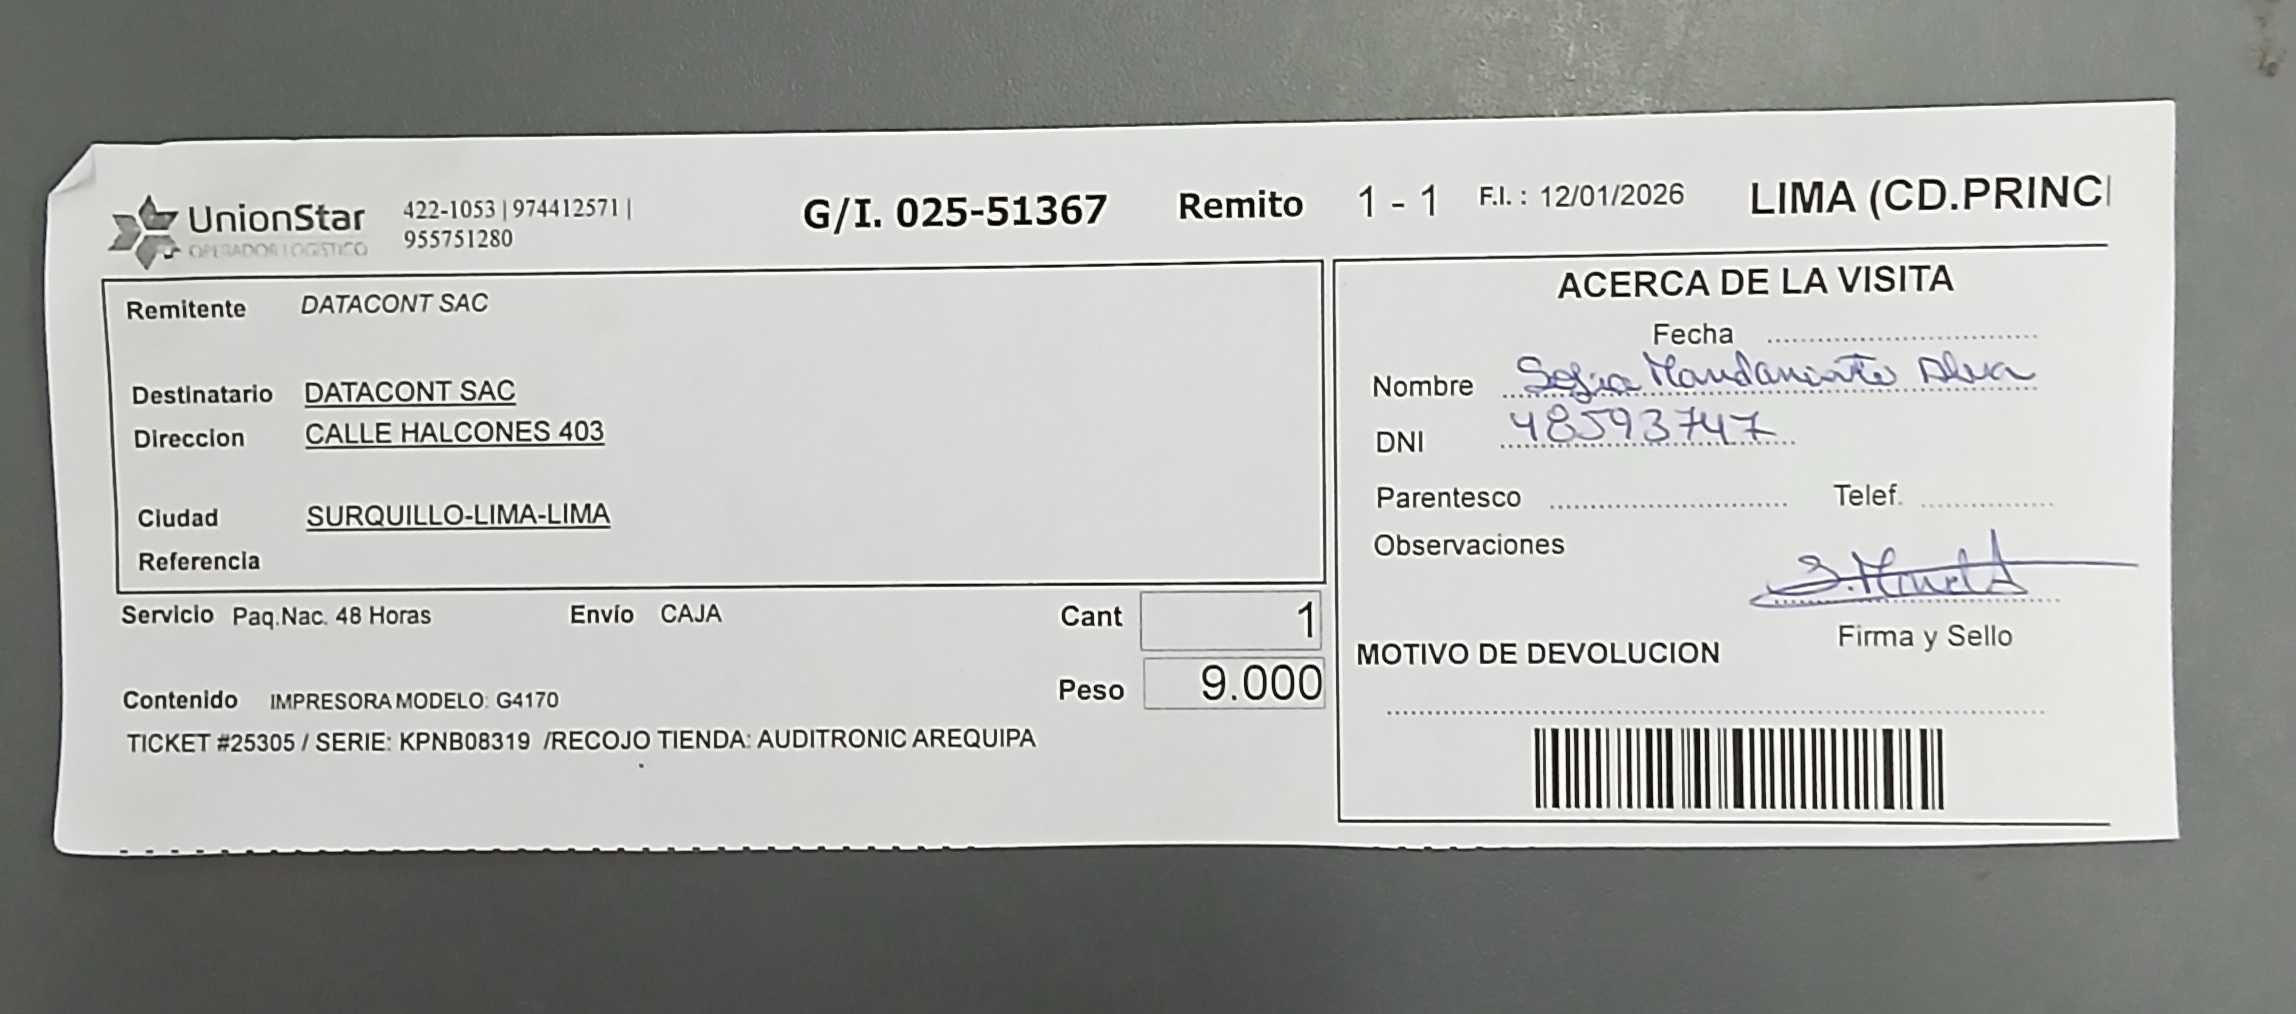 UnionStar
OPERADOR LOGISTICO
422-1053 | 974412571 |
955751280
G/I. 025-51367 Remito 1 - 1 F.I. : 12/01/2026 LIMA (CD.PRINC
Remitente DATACONT SAC
Destinatario DATACONT SAC
Direccion CALLE HALCONES 403
Ciudad SURQUILLO-LIMA-LIMA
Referencia
Servicio Paq.Nac. 48 Horas Envío CAJA Cant 1
Peso 9.000
Contenido IMPRESORA MODELO: G4170
TICKET #25305 / SERIE: KPNB08319 /RECOJO TIENDA: AUDITRONIC AREQUIPA
ACERCA DE LA VISITA
Fecha
Nombre Sofia
DNI 48593747
Parentesco Telef.
Observaciones
Firma y Sello
MOTIVO DE DEVOLUCION